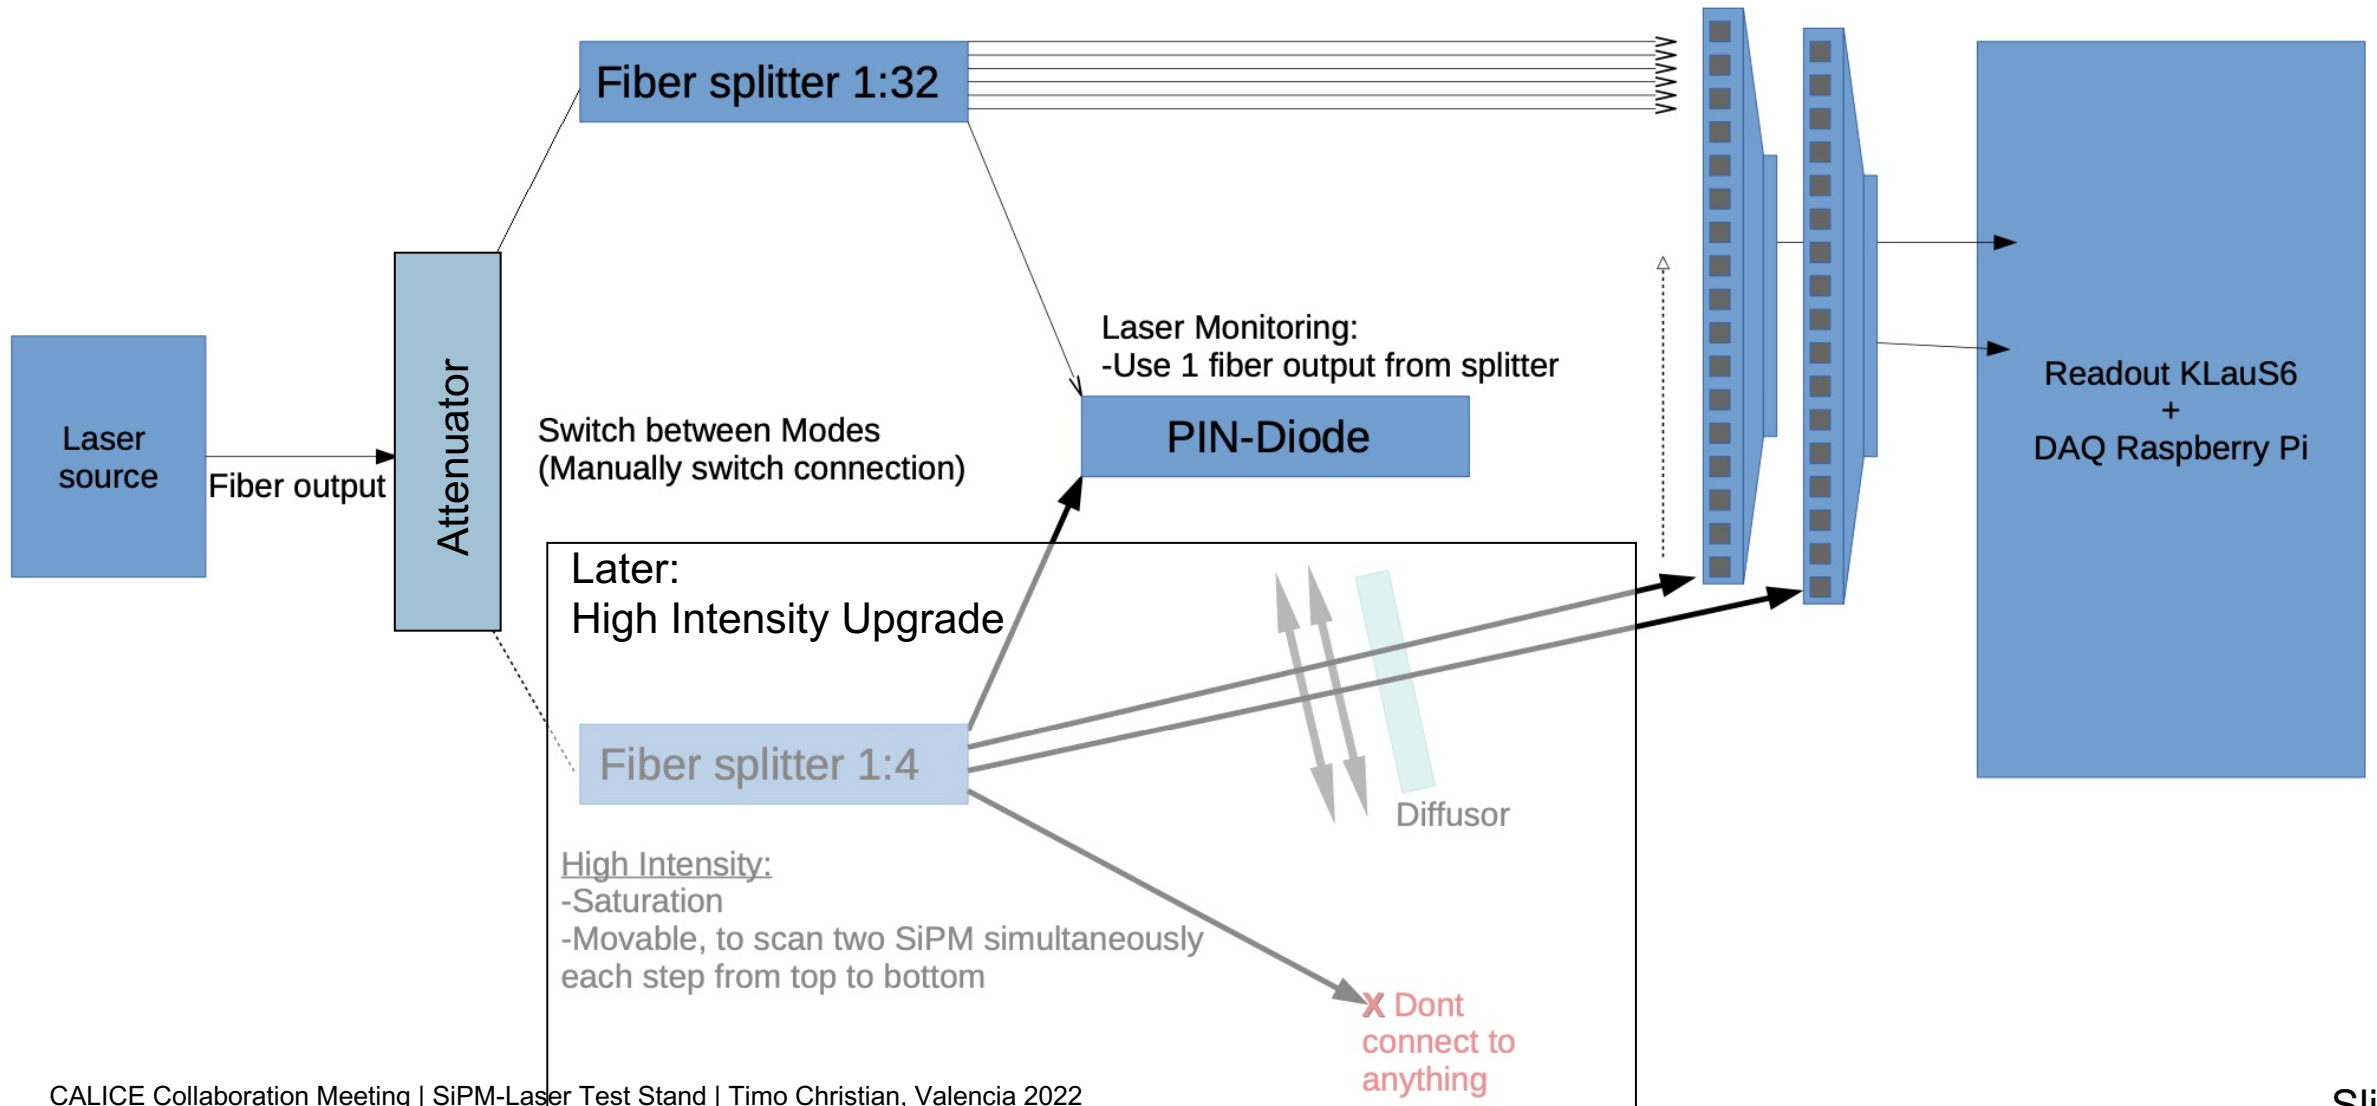 Fiber splitter 1:32
Laser Monitoring:
-Use 1 fiber output from splitter
Laser
source
Fiber output
Attenuator
Switch between Modes
(Manually switch connection)
PIN-Diode
Readout KLauS6
+
DAQ Raspberry Pi
Later:
High Intensity Upgrade
Fiber splitter 1:4
Diffusor
High Intensity:
-Saturation
-Movable, to scan two SiPM simultaneously
each step from top to bottom
X Dont
connect to
anything
CALICE Collaboration Meeting | SiPM-Laser Test Stand | Timo Christian, Valencia 2022